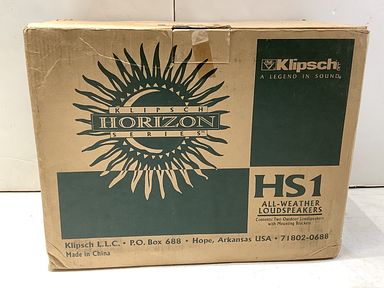 Klipsch
A LEGEND IN SOUND
KLIPSCH
HORIZON
SERIES
HS1
ALL-WEATHER
LOUDSPEAKERS
Contents: Two Outdoor Loudspeakers
with Mounting Brackets
Klipsch L.L.C. • P.O. Box 688 • Hope, Arkansas USA • 71802-0688
Made in China